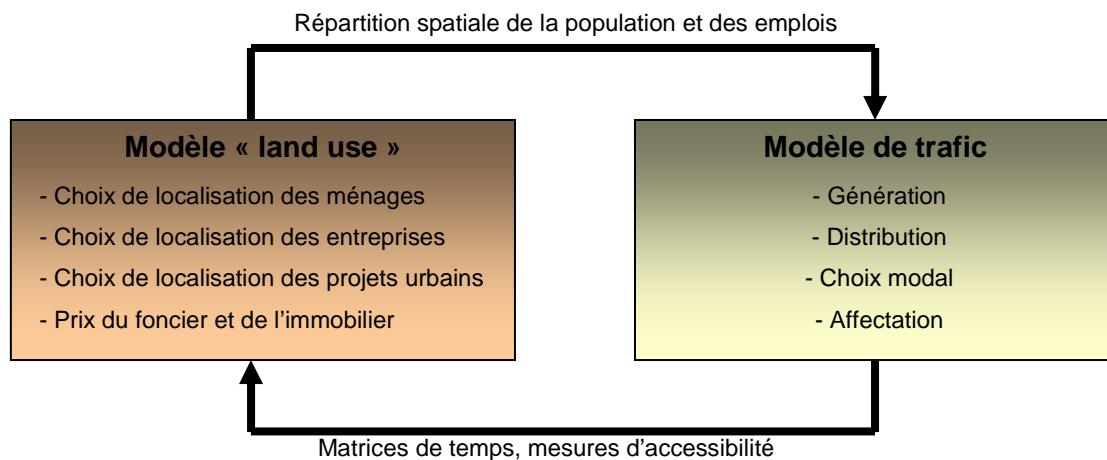 Répartition spatiale de la population et des emplois
Modèle « land use »
- Choix de localisation des ménages
- Choix de localisation des entreprises
- Choix de localisation des projets urbains
- Prix du foncier et de l’immobilier
Modèle de trafic
- Génération
- Distribution
- Choix modal
- Affectation
Matrices de temps, mesures d’accessibilité